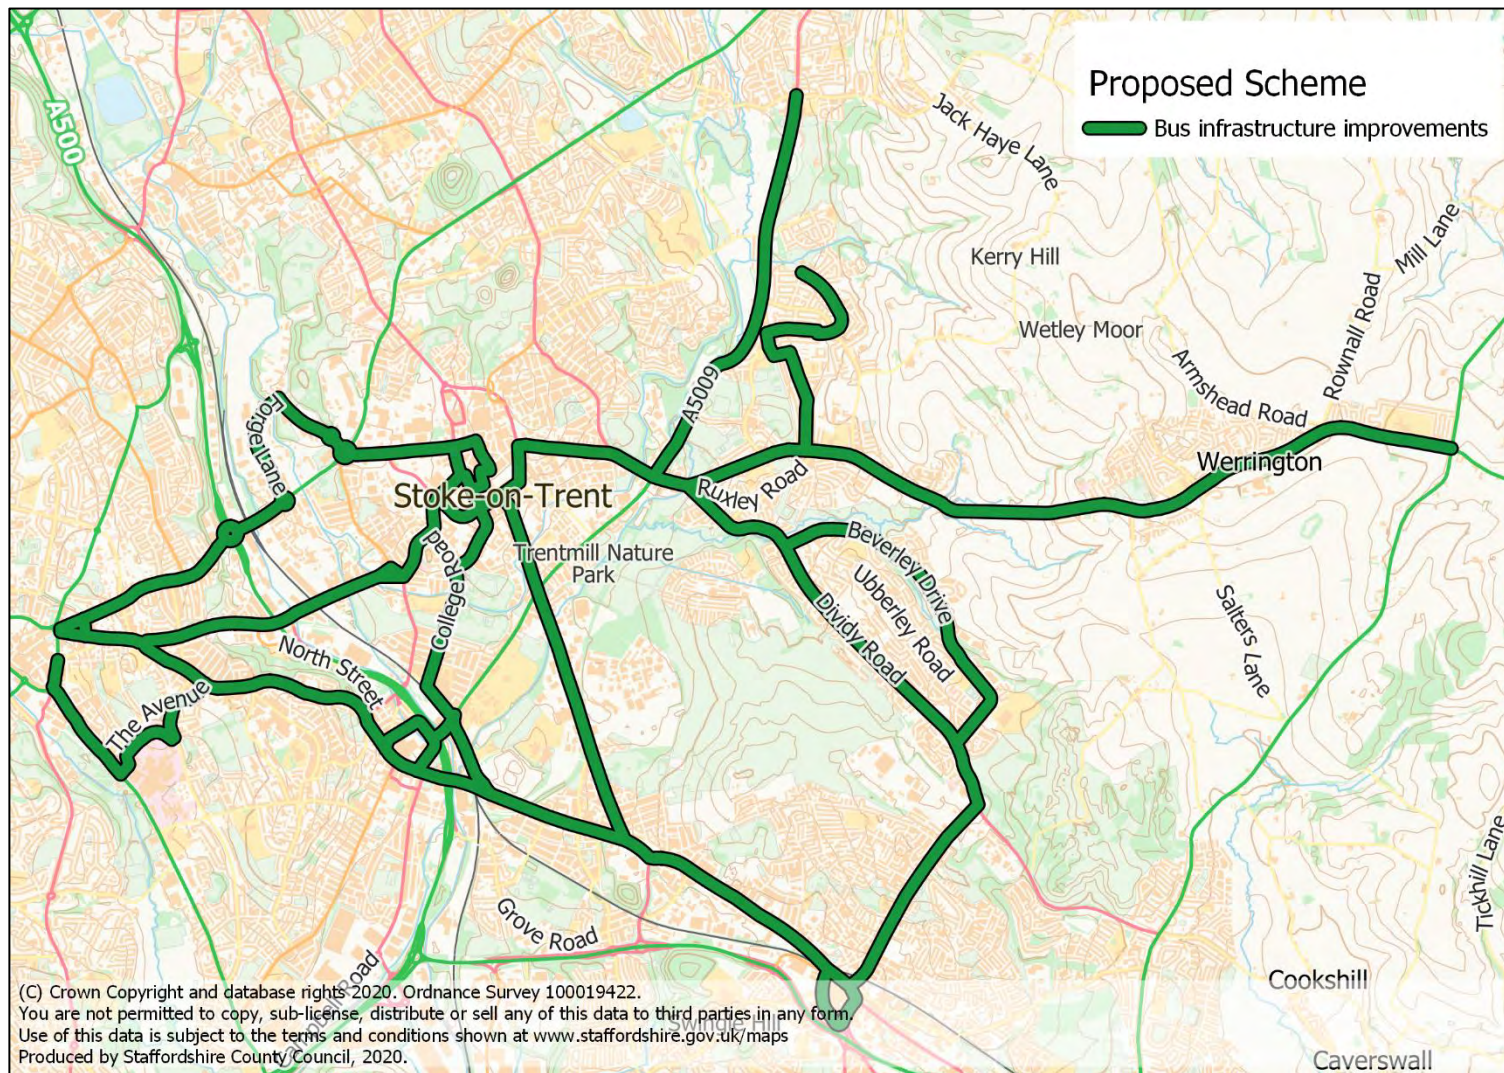 Proposed Scheme
Bus infrastructure improvements
A500
Jack Haye Lane
Kerry Hill
Mill Lane
Rownall Road
Wetley Moor
Armshead Road
A5009
Forge Lane
Werrington
Ruxley Road
Stoke-on-Trent
Trentmill Nature
Park
College Road
Beverley Drive
Ubberley Road
Dividy Road
Salters Lane
North Street
The Avenue
Tickhill Lane
Grove Road
Cookshill
Campbell Road
Swingle Hill
Caverswall
(C) Crown Copyright and database rights 2020. Ordnance Survey 100019422.
You are not permitted to copy, sub-license, distribute or sell any of this data to third parties in any form.
Use of this data is subject to the terms and conditions shown at www.staffordshire.gov.uk/maps
Produced by Staffordshire County Council, 2020.